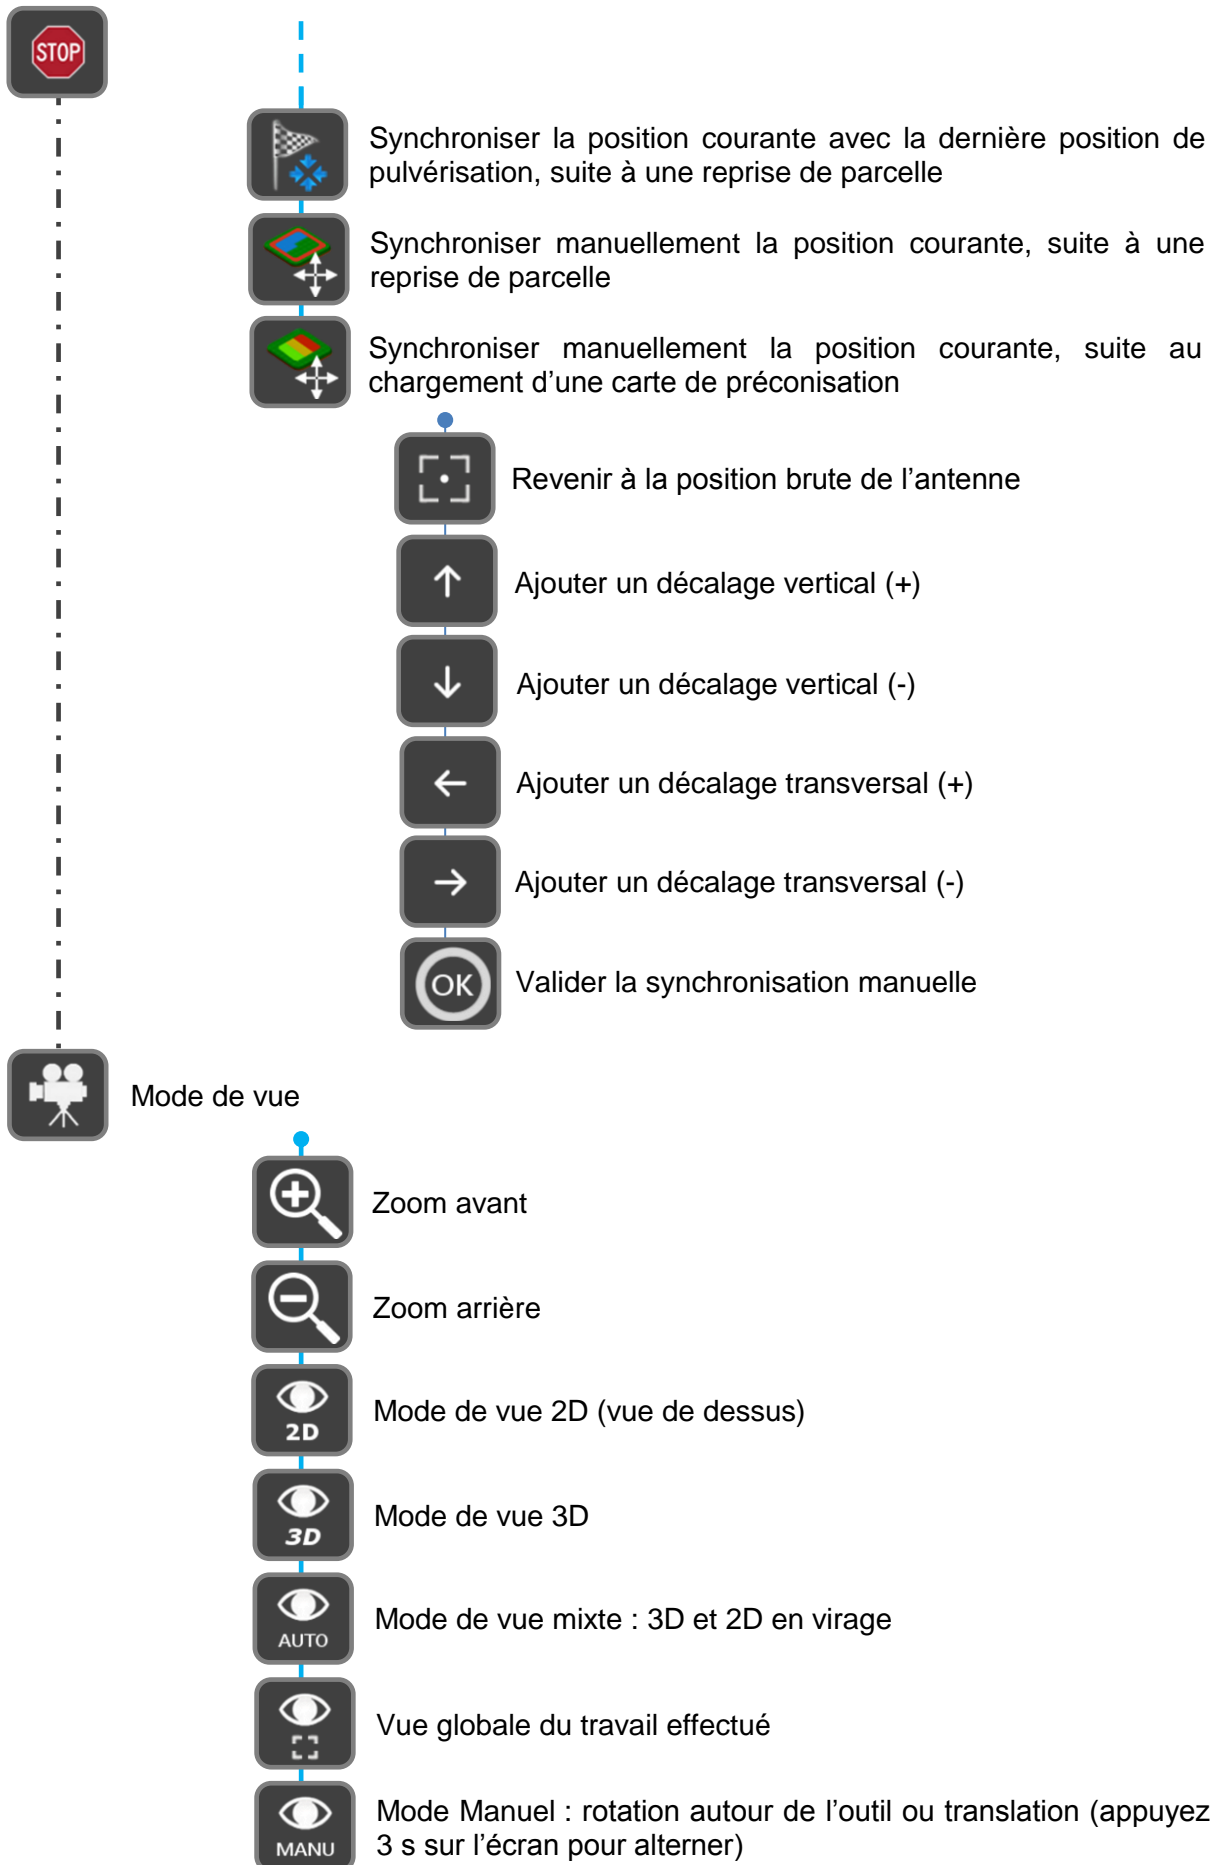 STOP
Synchroniser la position courante avec la dernière position de
pulvérisation, suite à une reprise de parcelle
Synchroniser manuellement la position courante, suite à une
reprise de parcelle
Synchroniser manuellement la position courante, suite au
chargement d’une carte de préconisation
Revenir à la position brute de l’antenne
Ajouter un décalage vertical (+)
Ajouter un décalage vertical (-)
Ajouter un décalage transversal (+)
Ajouter un décalage transversal (-)
OK
Valider la synchronisation manuelle
Mode de vue
Zoom avant
Zoom arrière
2D
Mode de vue 2D (vue de dessus)
3D
Mode de vue 3D
AUTO
Mode de vue mixte : 3D et 2D en virage
Vue globale du travail effectué
MANU
Mode Manuel : rotation autour de l’outil ou translation (appuyez
3 s sur l’écran pour alterner)